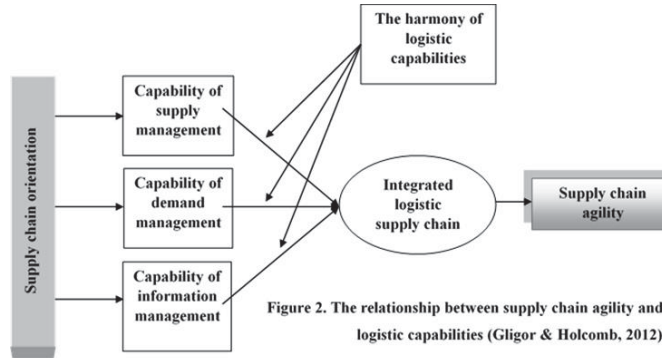 The harmony of
logistic
capabilities
Capability of
supply
management
Supply chain orientation
Capability of
demand
management
Integrated
logistic
supply chain
Supply chain
agility
Capability of
information
management
Figure 2. The relationship between supply chain agility and
logistic capabilities (Gligor & Holcomb, 2012)